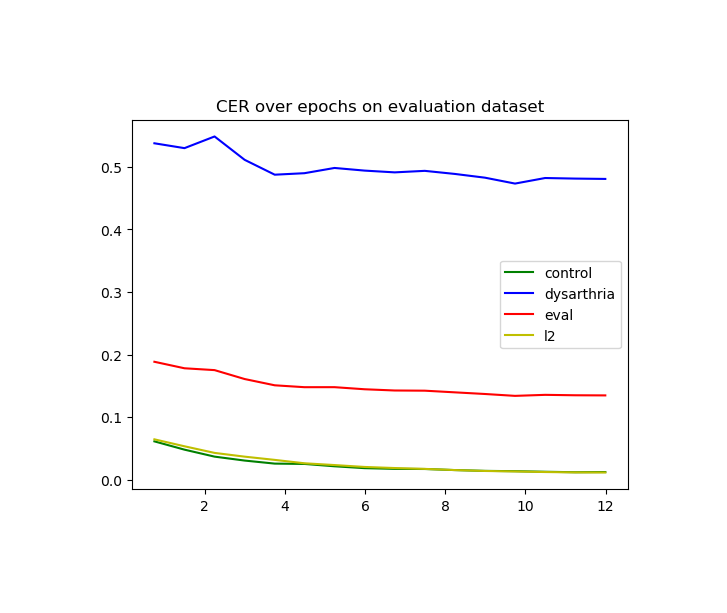 CER over epochs on evaluation dataset
0.5
0.4
0.3
0.2
0.1
0.0
control
dysarthria
eval
l2
2 4 6 8 10 12